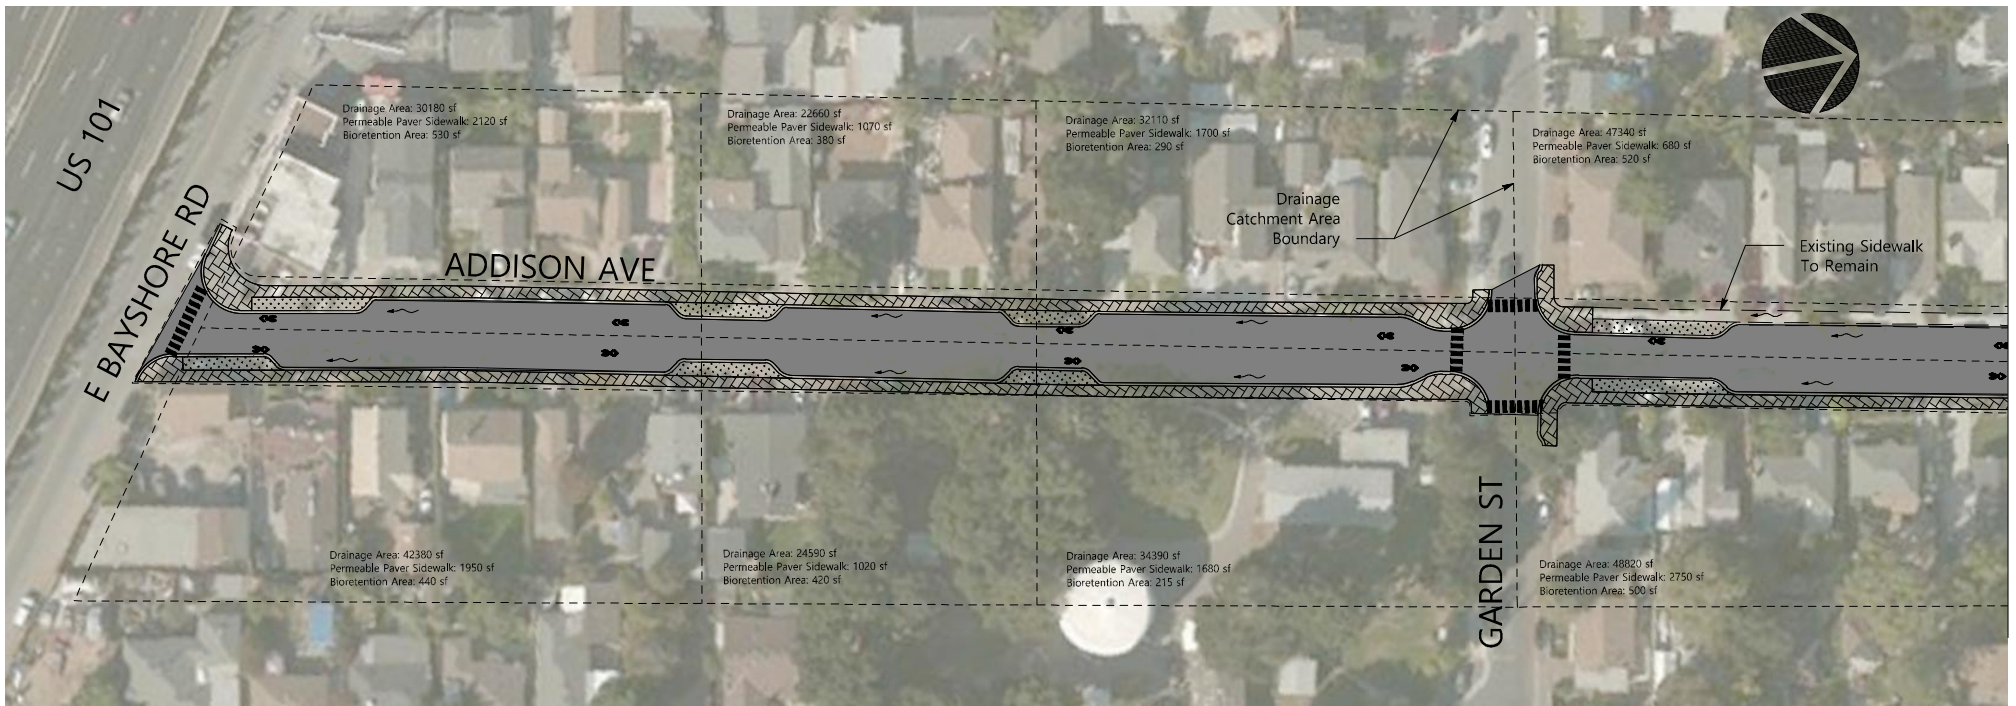 US 101
E BAYSHORE RD
ADDISON AVE
Drainage Area: 30180 sf
Permeable Paver Sidewalk: 2120 sf
Bioretention Area: 530 sf
Drainage Area: 22660 sf
Permeable Paver Sidewalk: 1070 sf
Bioretention Area: 380 sf
Drainage Area: 32110 sf
Permeable Paver Sidewalk: 1700 sf
Bioretention Area: 290 sf
Drainage Area: 47340 sf
Permeable Paver Sidewalk: 680 sf
Bioretention Area: 520 sf
Drainage
Catchment Area
Boundary
Existing Sidewalk
To Remain
Drainage Area: 42380 sf
Permeable Paver Sidewalk: 1950 sf
Bioretention Area: 440 sf
Drainage Area: 24590 sf
Permeable Paver Sidewalk: 1020 sf
Bioretention Area: 420 sf
Drainage Area: 34390 sf
Permeable Paver Sidewalk: 1680 sf
Bioretention Area: 215 sf
GARDEN ST
Drainage Area: 48820 sf
Permeable Paver Sidewalk: 2750 sf
Bioretention Area: 500 sf